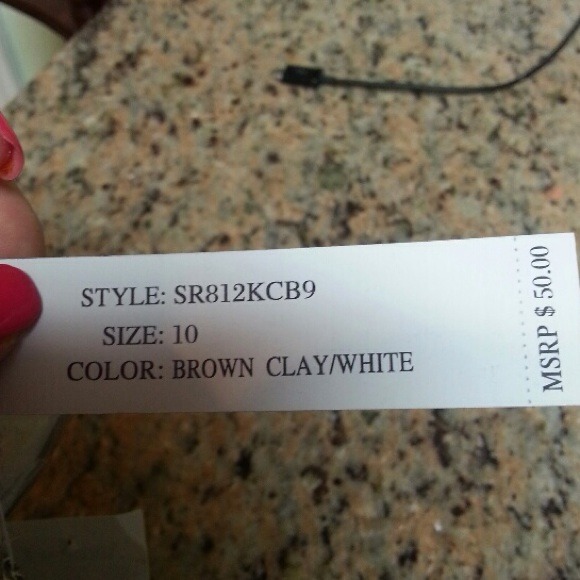 STYLE: SR812KCB9
SIZE: 10
COLOR: BROWN CLAY/WHITE
MSRP $ 50.00